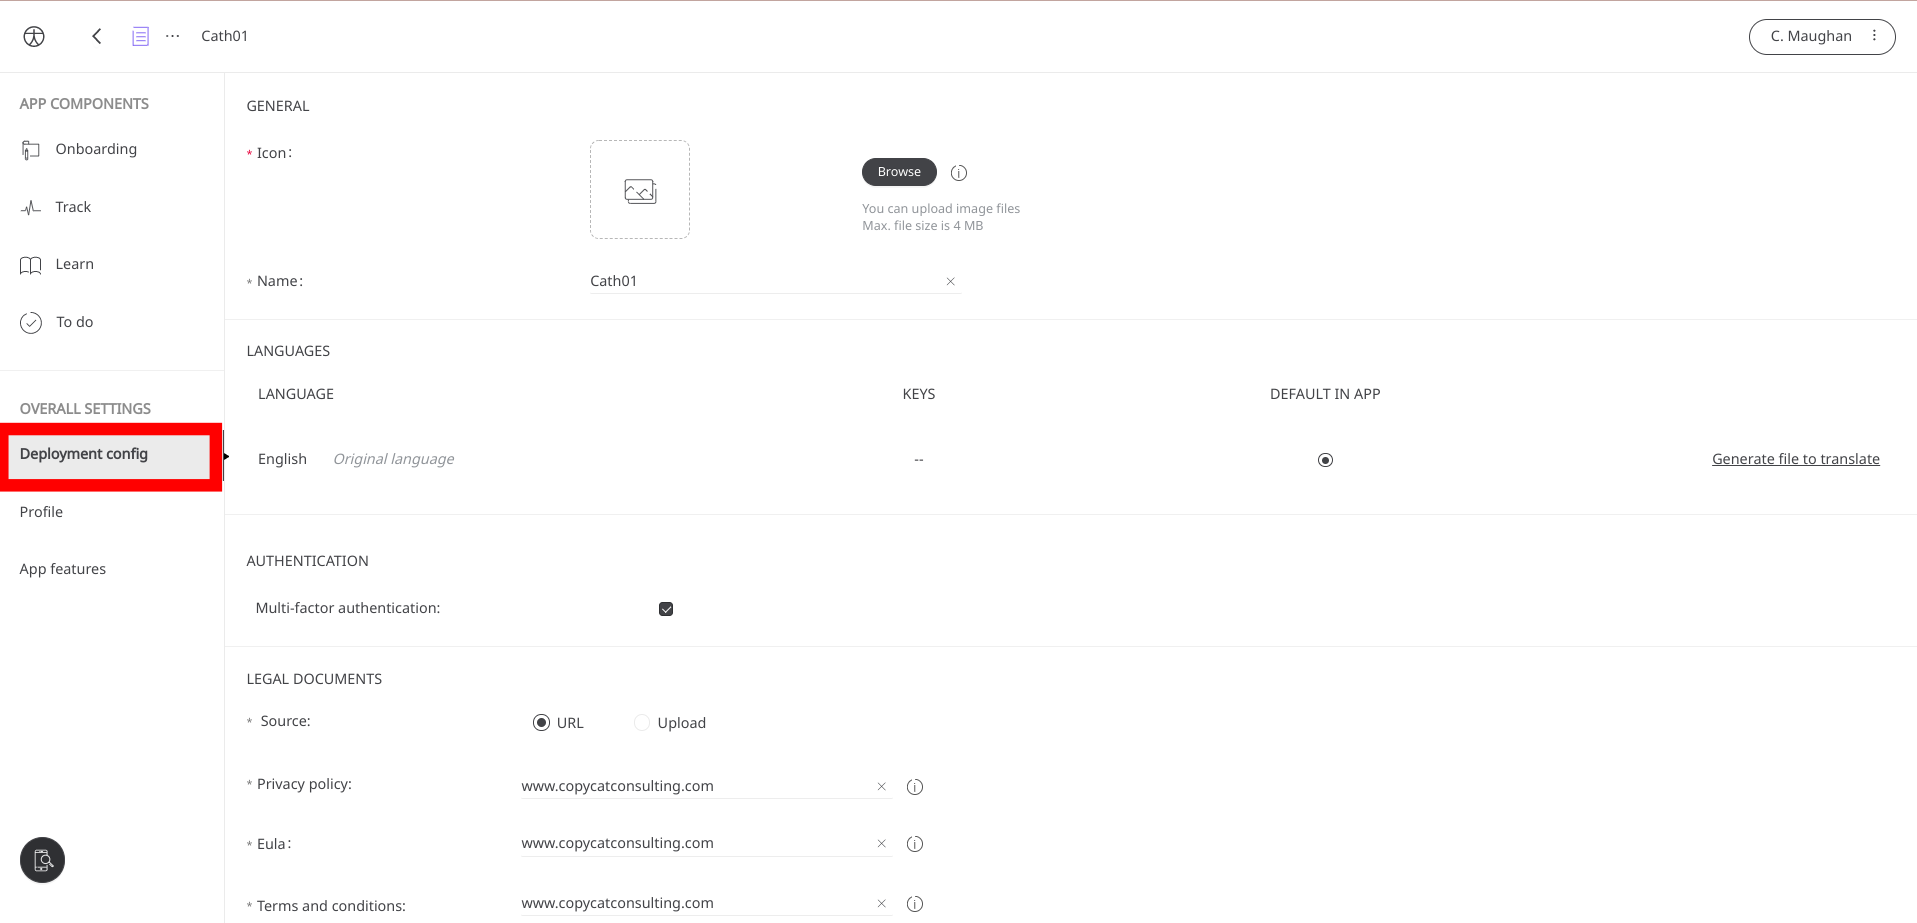 Cath01
C. Maughan
APP COMPONENTS
Onboarding
Track
Learn
To do
OVERALL SETTINGS
Deployment config
Profile
App features
GENERAL
* Icon:
Browse
You can upload image files
Max. file size is 4 MB
* Name: Cath01
LANGUAGES
LANGUAGE KEYS DEFAULT IN APP
English Original language -- Generate file to translate
AUTHENTICATION
Multi-factor authentication:
LEGAL DOCUMENTS
* Source: URL Upload
* Privacy policy: www.copycatconsulting.com
* Eula: www.copycatconsulting.com
* Terms and conditions: www.copycatconsulting.com